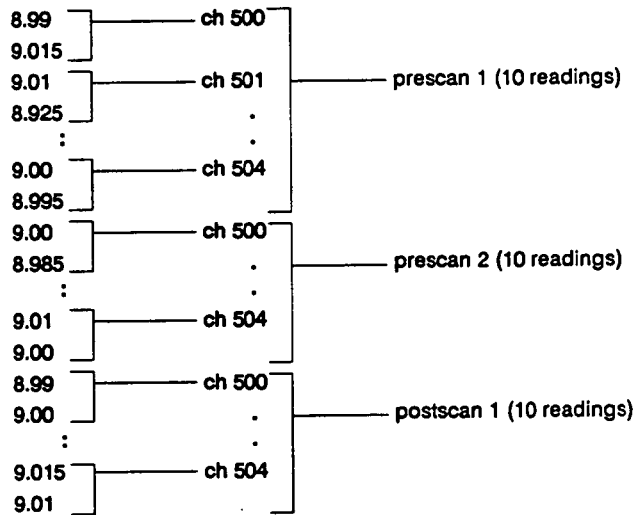 8.99 ch 500
9.015
9.01 ch 501 prescan 1 (10 readings)
8.925 .
: .
9.00 ch 504
8.995
9.00 ch 500
8.985 . prescan 2 (10 readings)
: .
9.01 ch 504
9.00
8.99 ch 500
9.00 . postscan 1 (10 readings)
: .
9.015 ch 504
9.01